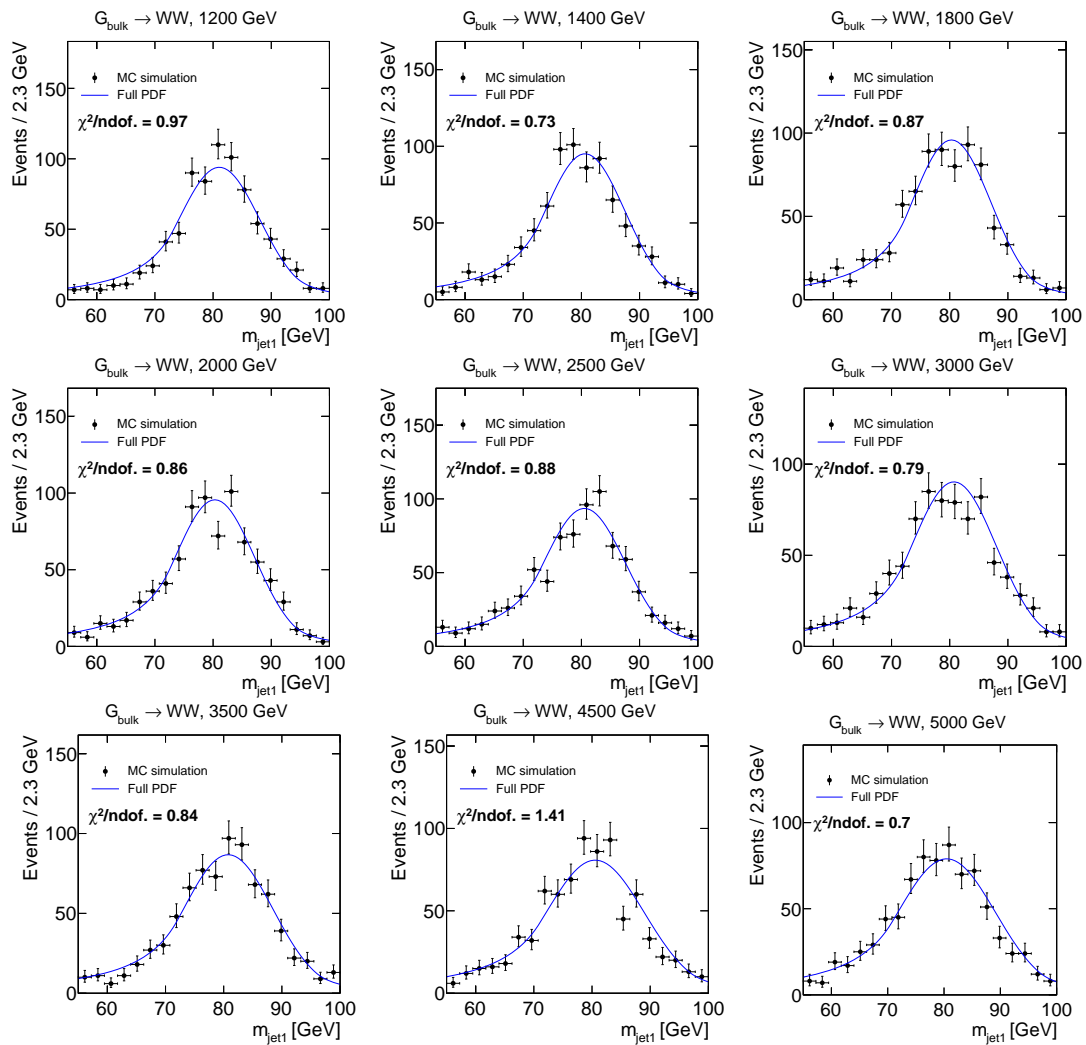 G_bulk → WW, 1200 GeV
Events / 2.3 GeV
150
100
50
0
MC simulation
Full PDF
χ²/ndof. = 0.97
60 70 80 90 100
m_jet1 [GeV]
G_bulk → WW, 1400 GeV
Events / 2.3 GeV
150
100
50
0
MC simulation
Full PDF
χ²/ndof. = 0.73
60 70 80 90 100
m_jet1 [GeV]
G_bulk → WW, 1800 GeV
Events / 2.3 GeV
150
100
50
0
MC simulation
Full PDF
χ²/ndof. = 0.87
60 70 80 90 100
m_jet1 [GeV]
G_bulk → WW, 2000 GeV
Events / 2.3 GeV
150
100
50
0
MC simulation
Full PDF
χ²/ndof. = 0.86
60 70 80 90 100
m_jet1 [GeV]
G_bulk → WW, 2500 GeV
Events / 2.3 GeV
150
100
50
0
MC simulation
Full PDF
χ²/ndof. = 0.88
60 70 80 90 100
m_jet1 [GeV]
G_bulk → WW, 3000 GeV
Events / 2.3 GeV
100
50
0
MC simulation
Full PDF
χ²/ndof. = 0.79
60 70 80 90 100
m_jet1 [GeV]
G_bulk → WW, 3500 GeV
Events / 2.3 GeV
150
100
50
0
MC simulation
Full PDF
χ²/ndof. = 0.84
60 70 80 90 100
m_jet1 [GeV]
G_bulk → WW, 4500 GeV
Events / 2.3 GeV
150
100
50
0
MC simulation
Full PDF
χ²/ndof. = 1.41
60 70 80 90 100
m_jet1 [GeV]
G_bulk → WW, 5000 GeV
Events / 2.3 GeV
100
50
0
MC simulation
Full PDF
χ²/ndof. = 0.7
60 70 80 90 100
m_jet1 [GeV]